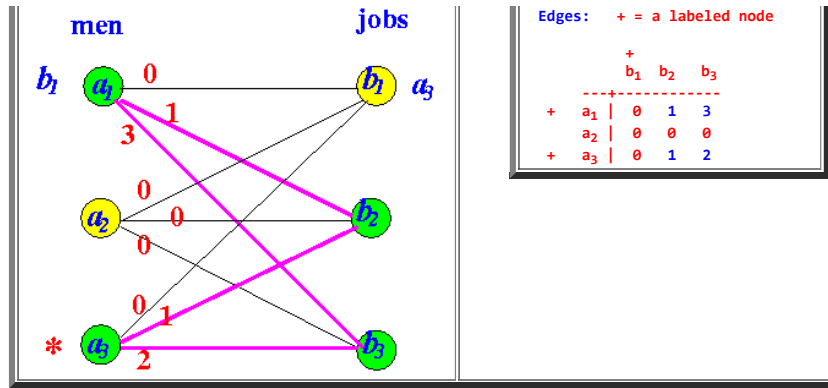 men jobs
b1 a1 0 b1 a3
1
3
0
a2 0 b2
0
0
1
* a3 2 b3
Edges: + = a labeled node
+
b1 b2 b3
---+------------
+ a1 | 0 1 3
a2 | 0 0 0
+ a3 | 0 1 2